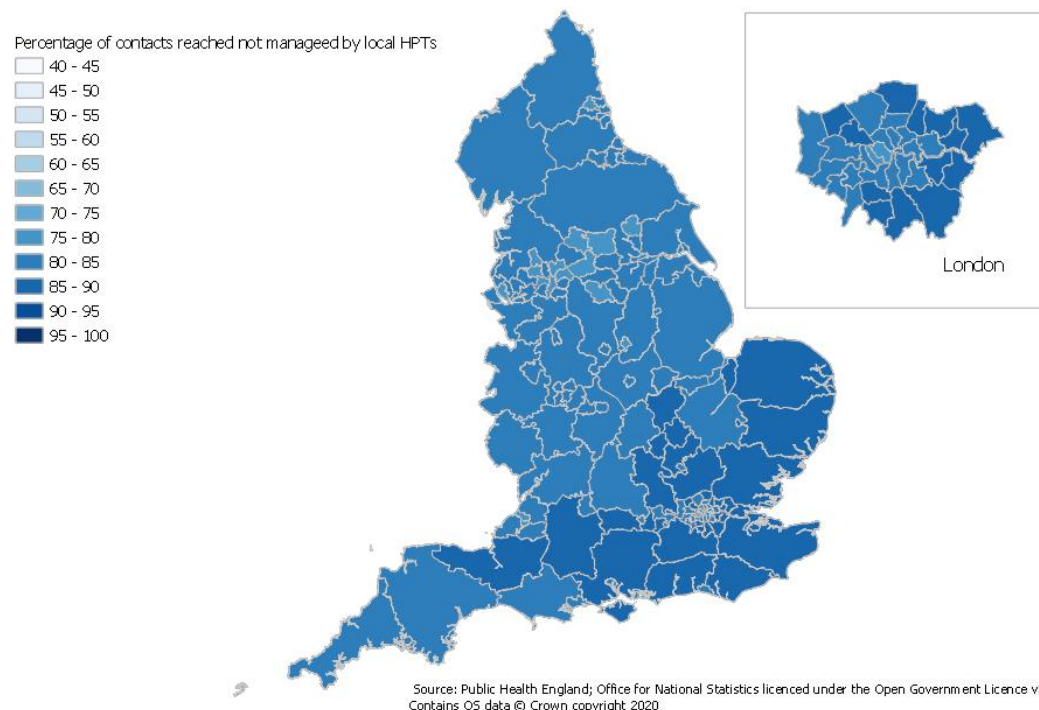 Percentage of contacts reached not manageed by local HPTs
40 - 45
45 - 50
50 - 55
55 - 60
60 - 65
65 - 70
70 - 75
75 - 80
80 - 85
85 - 90
90 - 95
95 - 100
London
Source: Public Health England; Office for National Statistics licenced under the Open Government Licence v
Contains OS data © Crown copyright 2020